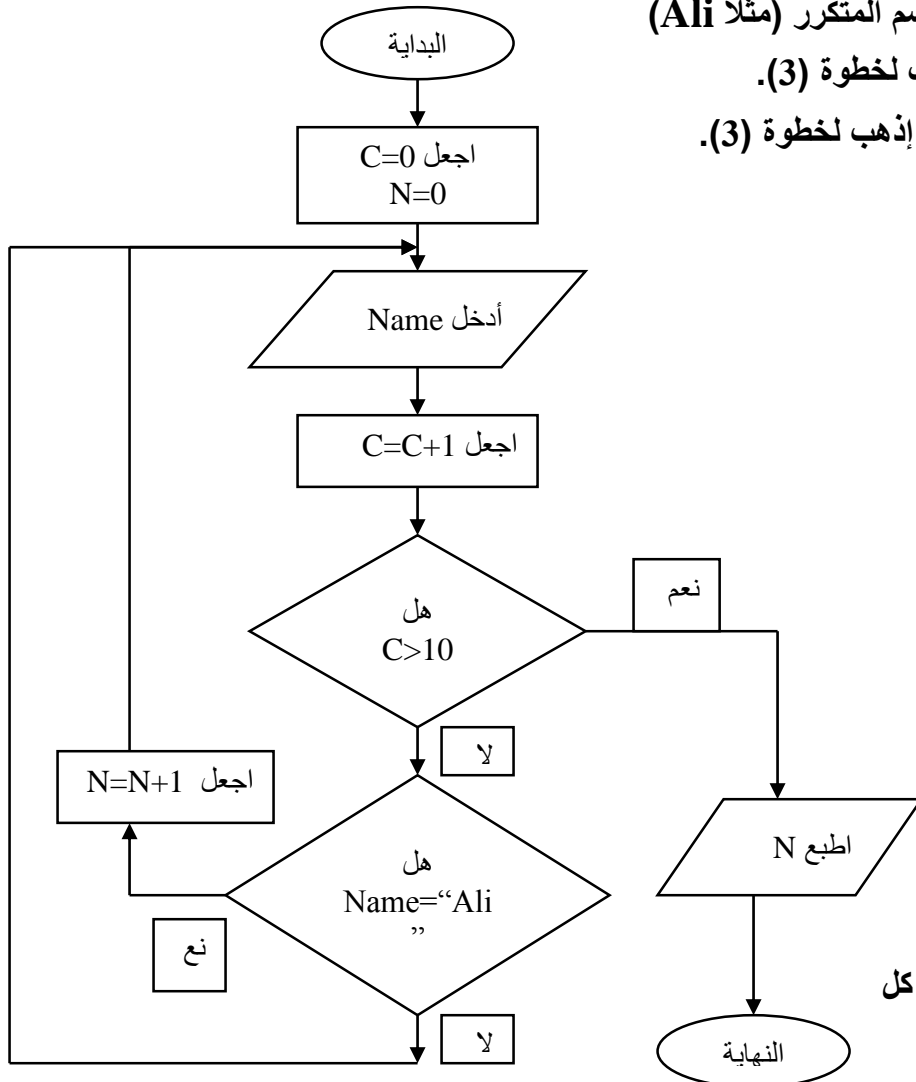 سم المتكرر (مثلا Ali)
لخطوة (3).
إذهب لخطوة (3).
البداية
اجعل C=0
N=0
أدخل Name
اجعل C=C+1
هل
C>10
نعم
لا
اجعل N=N+1
هل
Name=“Ali
”
نع
لا
اطبع N
كل
النهاية